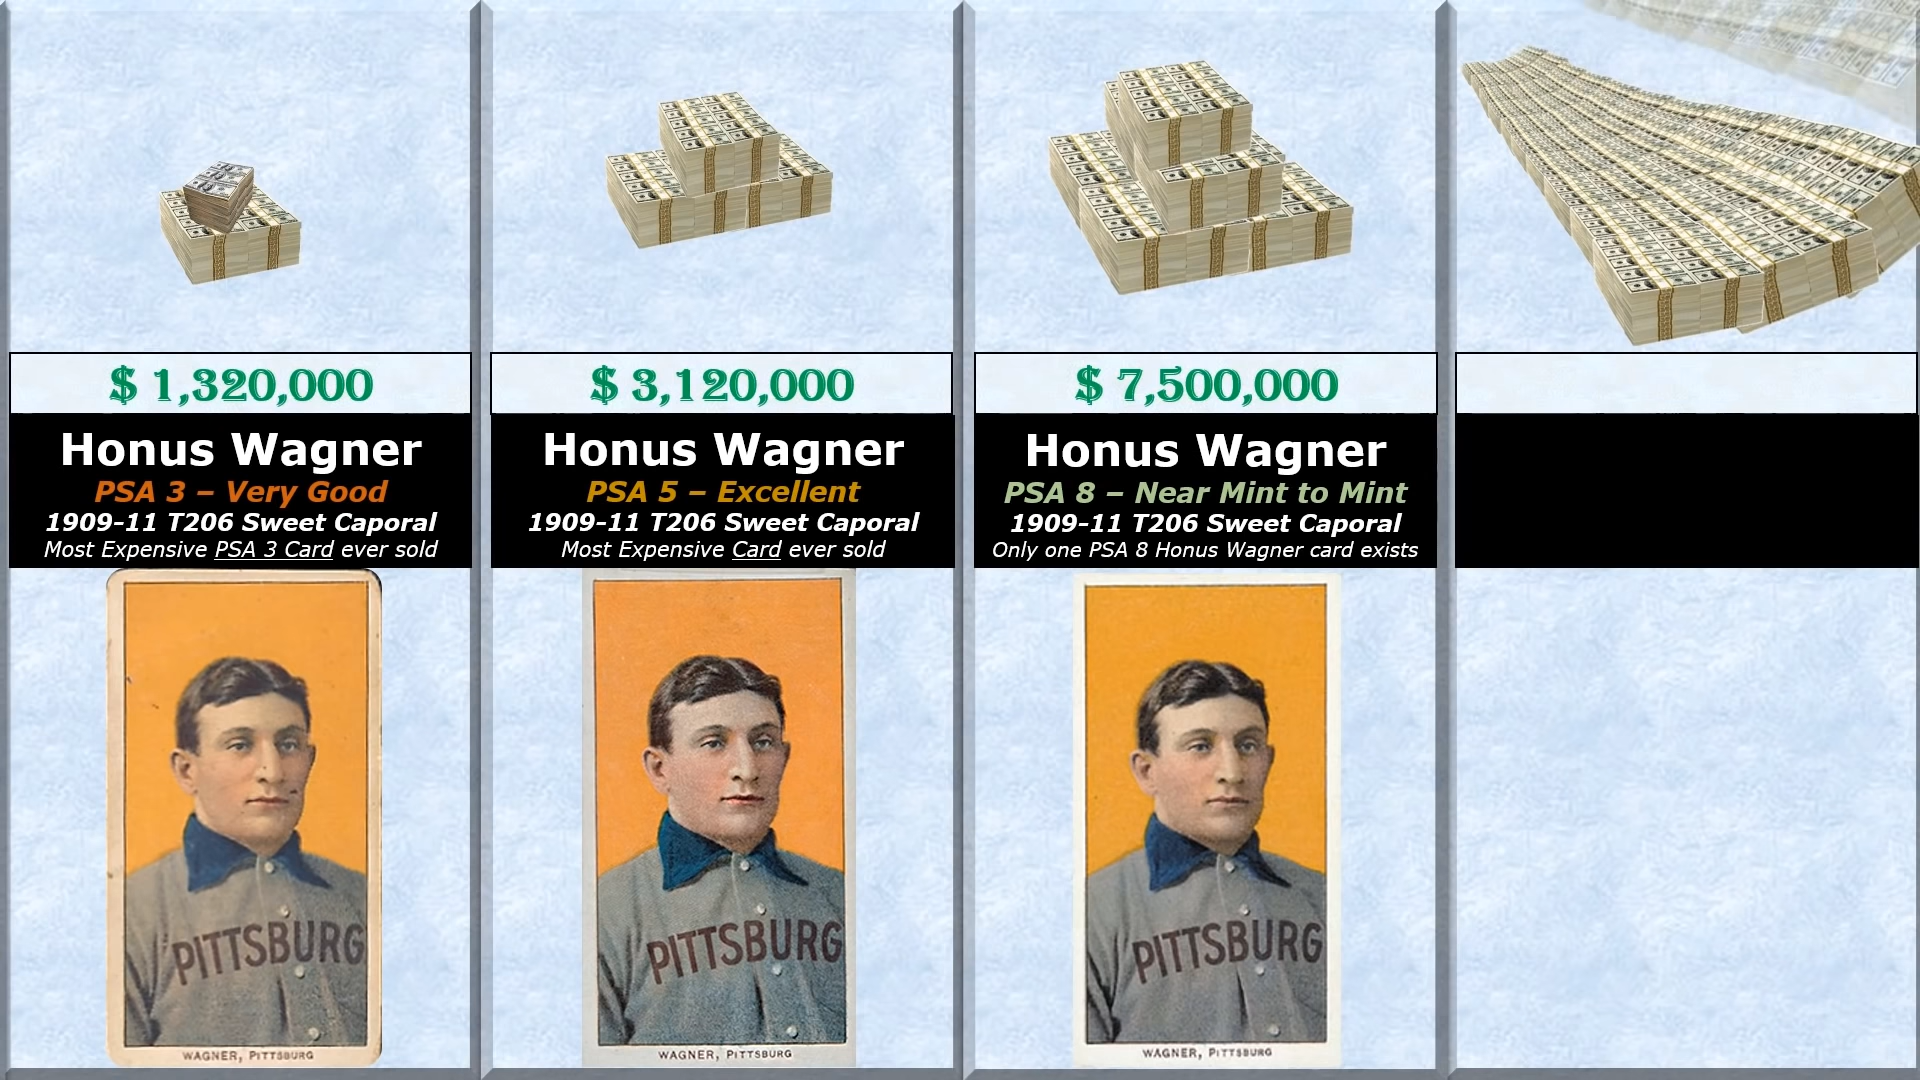 $ 1,320,000
Honus Wagner
PSA 3 – Very Good
1909-11 T206 Sweet Caporal
Most Expensive PSA 3 Card ever sold
PITTSBURG
WAGNER, PITTSBURG
$ 3,120,000
Honus Wagner
PSA 5 – Excellent
1909-11 T206 Sweet Caporal
Most Expensive Card ever sold
PITTSBURG
WAGNER, PITTSBURG
$ 7,500,000
Honus Wagner
PSA 8 – Near Mint to Mint
1909-11 T206 Sweet Caporal
Only one PSA 8 Honus Wagner card exists
PITTSBURG
WAGNER, PITTSBURG